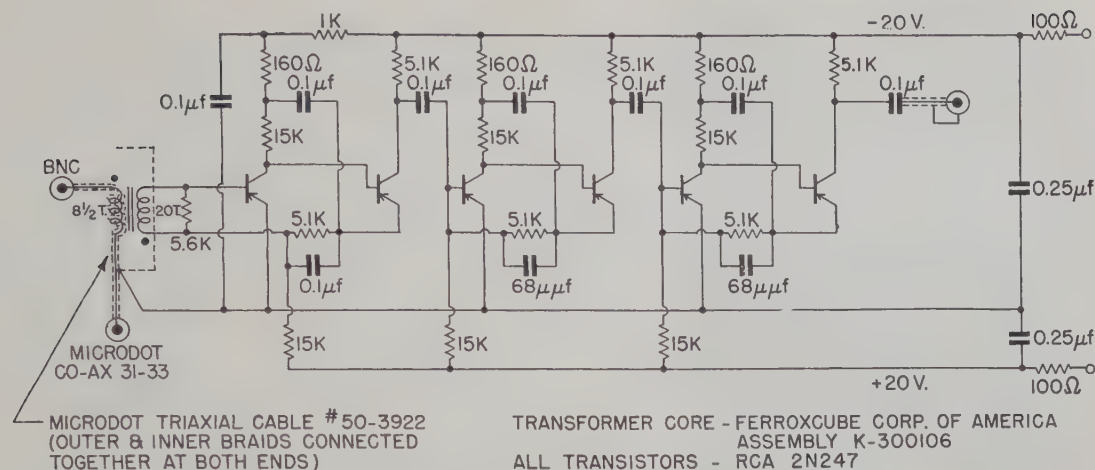 1K
-20 V.
100Ω
160Ω
5.1K
160Ω
5.1K
160Ω
5.1K
0.1μf
0.1μf
0.1μf
0.1μf
0.1μf
0.1μf
0.1μf
15K
15K
15K
BNC
8½T.
20T.
5.6K
5.1K
5.1K
5.1K
0.25μf
0.1μf
68μμf
68μμf
MICRODOT
CO-AX 31-33
15K
15K
15K
0.25μf
+20 V.
100Ω
MICRODOT TRIAXIAL CABLE #50-3922
(OUTER & INNER BRAIDS CONNECTED
TOGETHER AT BOTH ENDS)
TRANSFORMER CORE - FERROXCUBE CORP. OF AMERICA
ASSEMBLY K-300106
ALL TRANSISTORS - RCA 2N247